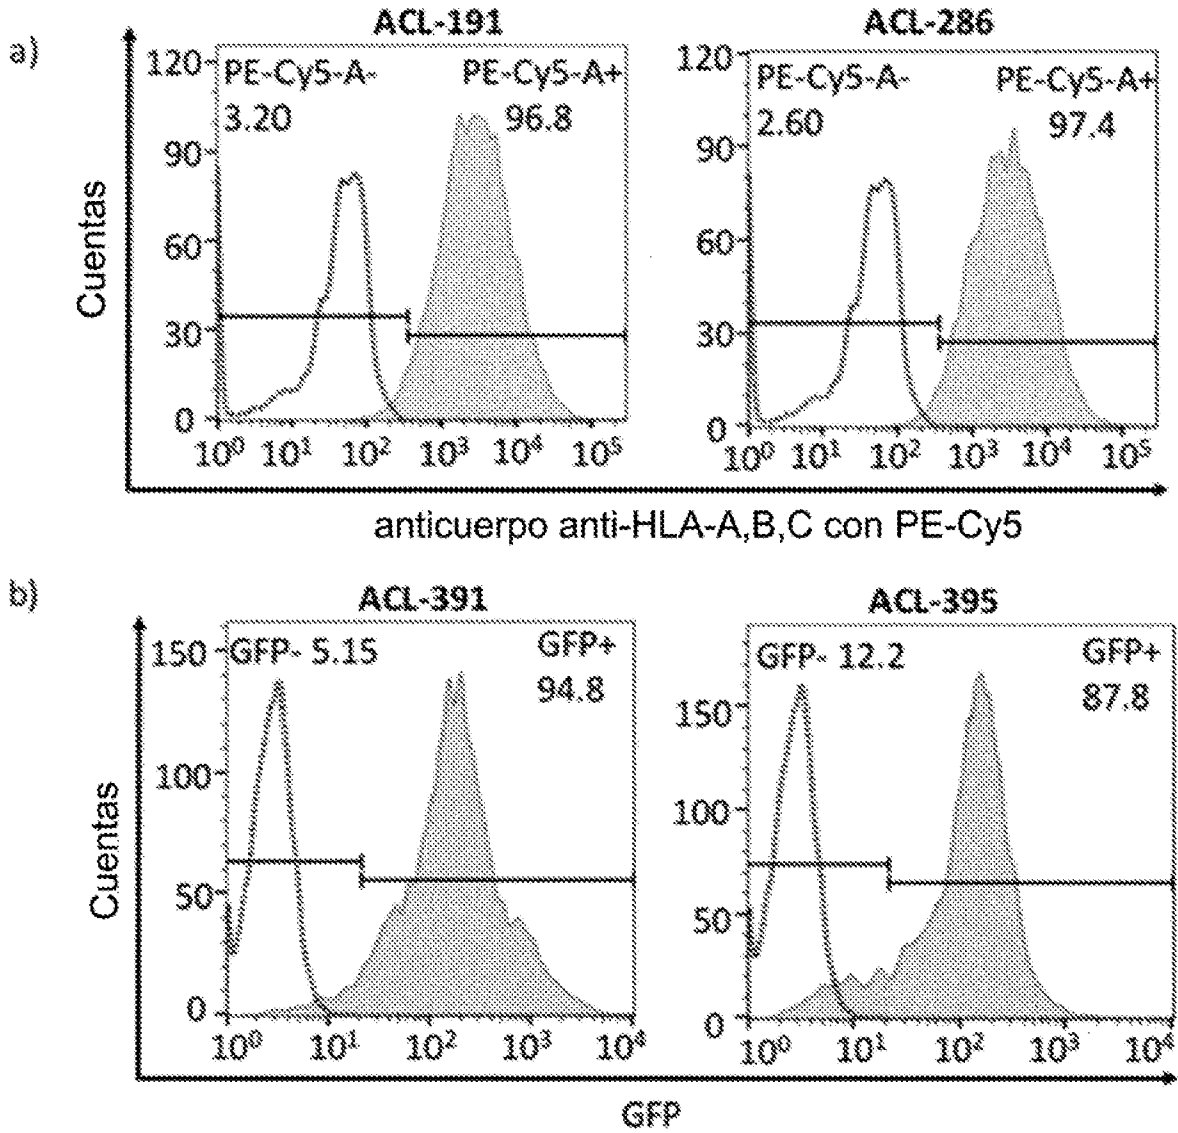 a)
ACL-191
ACL-286
Cuentas
120
90
60
30
0
PE-Cy5-A-
3.20
PE-Cy5-A+
96.8
10⁰ 10¹ 10² 10³ 10⁴ 10⁵
120
90
60
30
0
PE-Cy5-A-
2.60
PE-Cy5-A+
97.4
10⁰ 10¹ 10² 10³ 10⁴ 10⁵
anticuerpo anti-HLA-A,B,C con PE-Cy5
b)
ACL-391
ACL-395
Cuentas
150
100
50
0
GFP- 5.15
GFP+
94.8
10⁰ 10¹ 10² 10³ 10⁴
150
100
50
0
GFP- 12.2
GFP+
87.8
10⁰ 10¹ 10² 10³ 10⁴
GFP